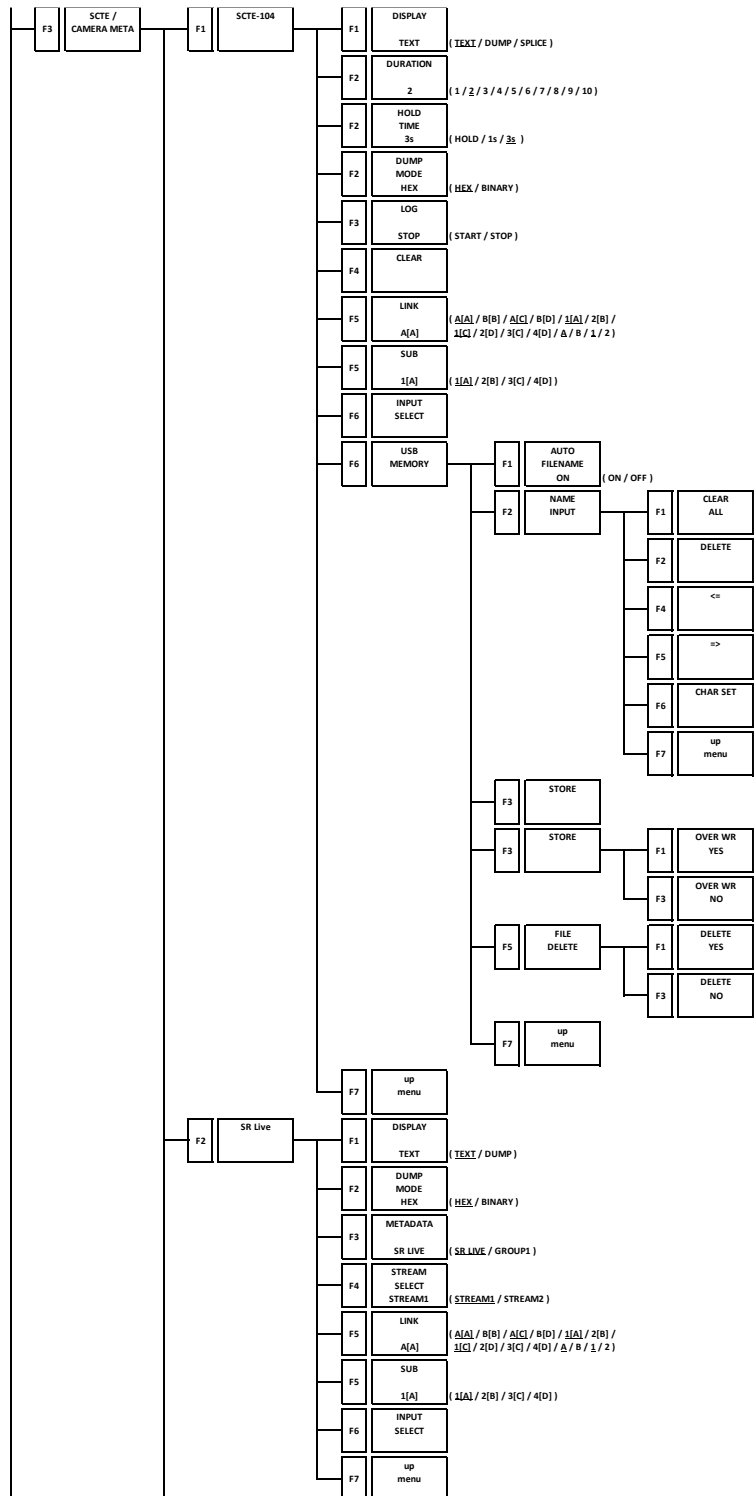 F3
SCTE /
CAMERA META
F1
SCTE-104
F1
DISPLAY
TEXT
( TEXT / DUMP / SPLICE )
F2
DURATION
2
( 1 / 2 / 3 / 4 / 5 / 6 / 7 / 8 / 9 / 10 )
F2
HOLD
TIME
3s
( HOLD / 1s / 3s )
F2
DUMP
MODE
HEX
( HEX / BINARY )
F3
LOG
STOP
( START / STOP )
F4
CLEAR
F5
LINK
A[A]
( A[A] / B[B] / A[C] / B[D] / 1[A] / 2[B] /
1[C] / 2[D] / 3[C] / 4[D] / A / B / 1 / 2 )
F5
SUB
1[A]
( 1[A] / 2[B] / 3[C] / 4[D] )
F6
INPUT
SELECT
F6
USB
MEMORY
F1
AUTO
FILENAME
ON
( ON / OFF )
F2
NAME
INPUT
F1
CLEAR
ALL
F2
DELETE
F4
<=
F5
=>
F6
CHAR SET
F7
up
menu
F3
STORE
F3
STORE
F1
OVER WR
YES
F3
OVER WR
NO
F5
FILE
DELETE
F1
DELETE
YES
F3
DELETE
NO
F7
up
menu
F7
up
menu
F2
SR Live
F1
DISPLAY
TEXT
( TEXT / DUMP )
F2
DUMP
MODE
HEX
( HEX / BINARY )
F3
METADATA
SR LIVE
( SR LIVE / GROUP1 )
F4
STREAM
SELECT
STREAM1
( STREAM1 / STREAM2 )
F5
LINK
A[A]
( A[A] / B[B] / A[C] / B[D] / 1[A] / 2[B] /
1[C] / 2[D] / 3[C] / 4[D] / A / B / 1 / 2 )
F5
SUB
1[A]
( 1[A] / 2[B] / 3[C] / 4[D] )
F6
INPUT
SELECT
F7
up
menu